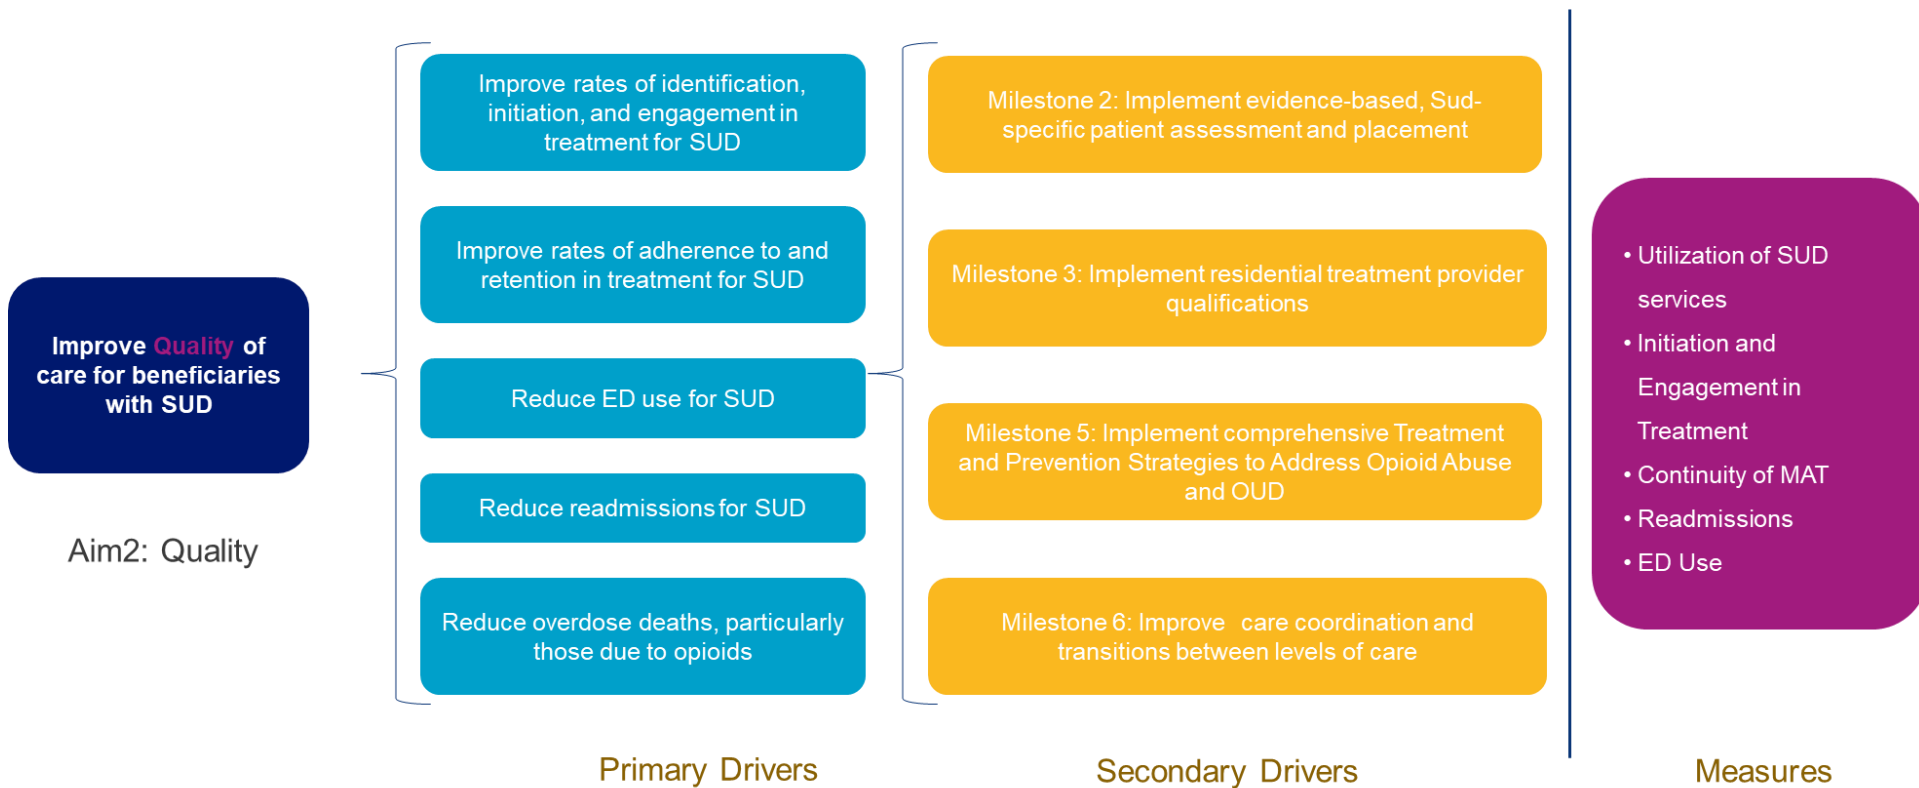 Improve Quality of
care for beneficiaries
with SUD
Aim2: Quality
Improve rates of identification,
initiation, and engagement in
treatment for SUD
Improve rates of adherence to and
retention in treatment for SUD
Reduce ED use for SUD
Reduce readmissions for SUD
Reduce overdose deaths, particularly
those due to opioids
Primary Drivers
Milestone 2: Implement evidence-based, Sud-
specific patient assessment and placement
Milestone 3: Implement residential treatment provider
qualifications
Milestone 5: Implement comprehensive Treatment
and Prevention Strategies to Address Opioid Abuse
and OUD
Milestone 6: Improve care coordination and
transitions between levels of care
Secondary Drivers
• Utilization of SUD
services
• Initiation and
Engagement in
Treatment
• Continuity of MAT
• Readmissions
• ED Use
Measures